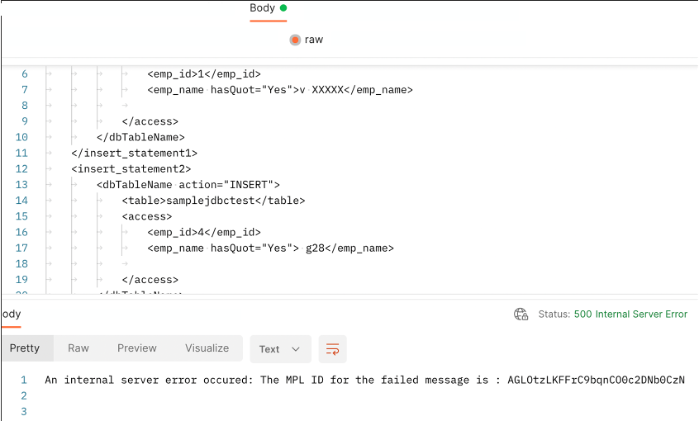 Body
raw
6 <emp_id>1</emp_id>
7 <emp_name hasQuot="Yes">v XXXXX</emp_name>
8
9 </access>
10 </dbTableName>
11 </insert_statement1>
12 <insert_statement2>
13 <dbTableName action="INSERT">
14 <table>samplejdbctest</table>
15 <access>
16 <emp_id>4</emp_id>
17 <emp_name hasQuot="Yes"> g28</emp_name>
18
19 </access>
ody
Status: 500 Internal Server Error
Pretty Raw Preview Visualize Text
1 An internal server error occured: The MPL ID for the failed message is : AGLOtzLKFFrC9bqnCO0c2DNb0CzN
2
3